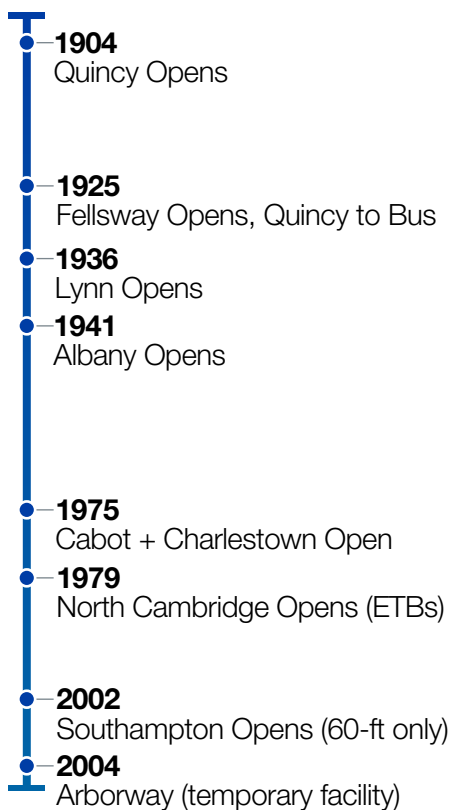 1904
Quincy Opens
1925
Fellsway Opens, Quincy to Bus
1936
Lynn Opens
1941
Albany Opens
1975
Cabot + Charlestown Open
1979
North Cambridge Opens (ETBs)
2002
Southampton Opens (60-ft only)
2004
Arborway (temporary facility)